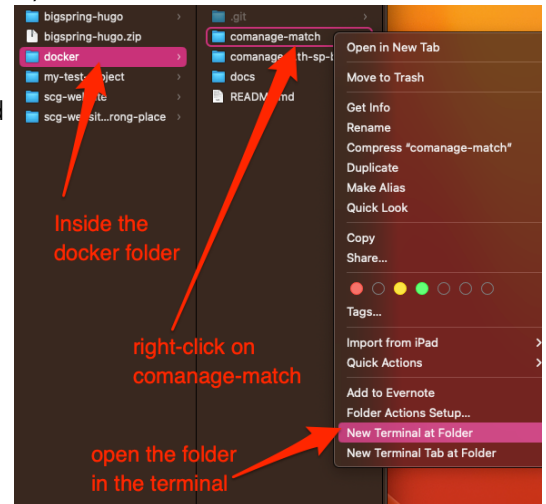 bigspring-hugo
bigspring-hugo.zip
docker
my-test-project
scg-website
scg-websit...rong-place
.git
comanage-match
docs
README.md
Open in New Tab
Move to Trash
Get Info
Rename
Compress “comanage-match”
Duplicate
Make Alias
Quick Look
Copy
Share...
Tags...
Import from iPad
Quick Actions
Add to Evernote
Folder Actions Setup...
New Terminal at Folder
New Terminal Tab at Folder
Inside the
docker folder
right-click on
comanage-match
open the folder
in the terminal